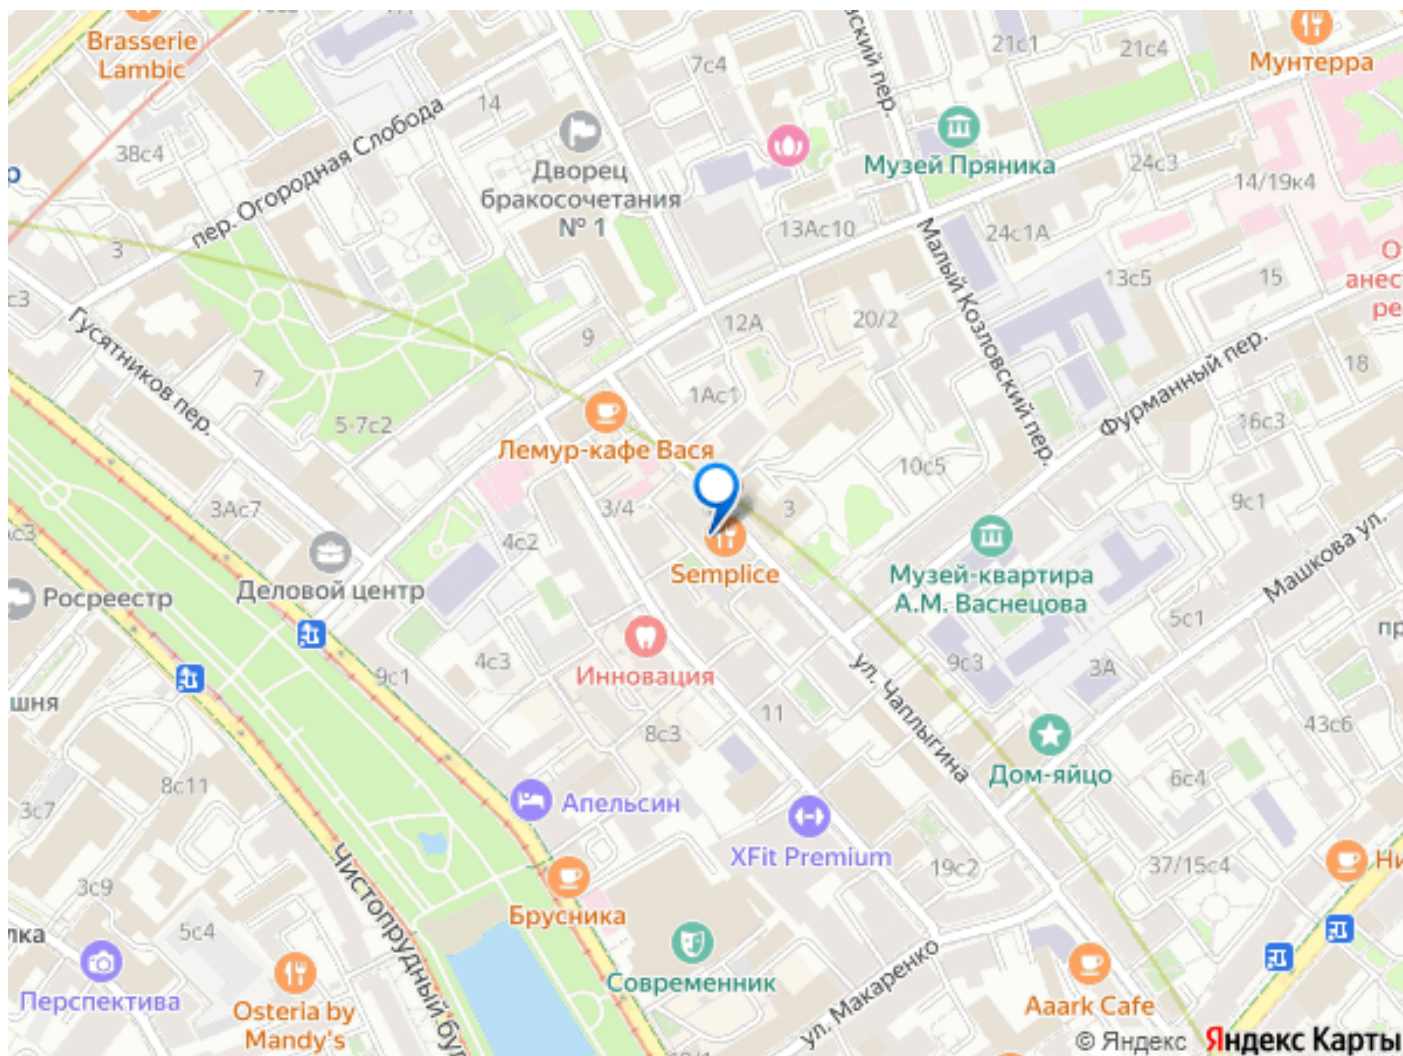 Brasserie
Lambic
7с4
21с1
21с4
Мунтерра
14
38с4
пер. Огородная Слобода
Дворец
бракосочетания
№ 1
Музей Пряника
24с3
14/19к4
3
13Ас10
24с1А
Малый Козловский пер.
13с5
15
Гусятников пер.
9
12А
20/2
18
7
1Ас1
Фурманный пер.
16с3
5-7с2
Лемур-кафе Вася
10с5
9с1
3Ас7
3/4
3
4с2
Semplice
Музей-квартира
А.М. Васнецова
Машкова ул.
Деловой центр
Росреестр
5с1
Инновация
4с3
9с1
9с3
3А
ул. Чаплыгина
11
8с3
43с6
Дом-яйцо
6с4
8с11
3с7
Апельсин
XFit Premium
19с2
37/15с4
Чистопрудный бул
3с9
5с4
Брусника
Современник
Перспектива
Osteria by
Mandy's
ул. Макаренко
Aaark Cafe
© Яндекс Яндекс Карты